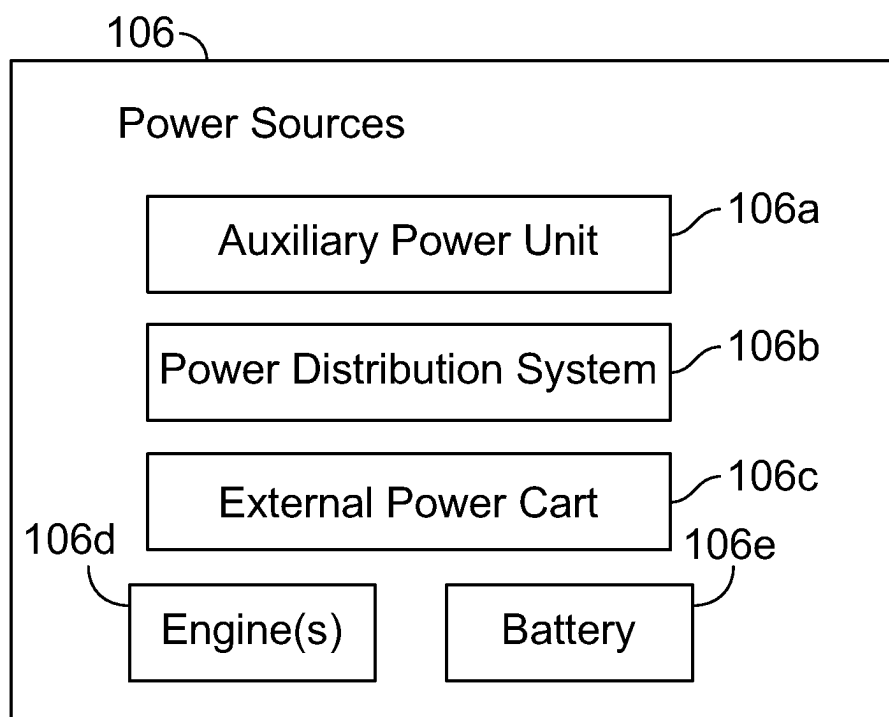 106
Power Sources
Auxiliary Power Unit
106a
Power Distribution System
106b
External Power Cart
106c
106d
106e
Engine(s)
Battery